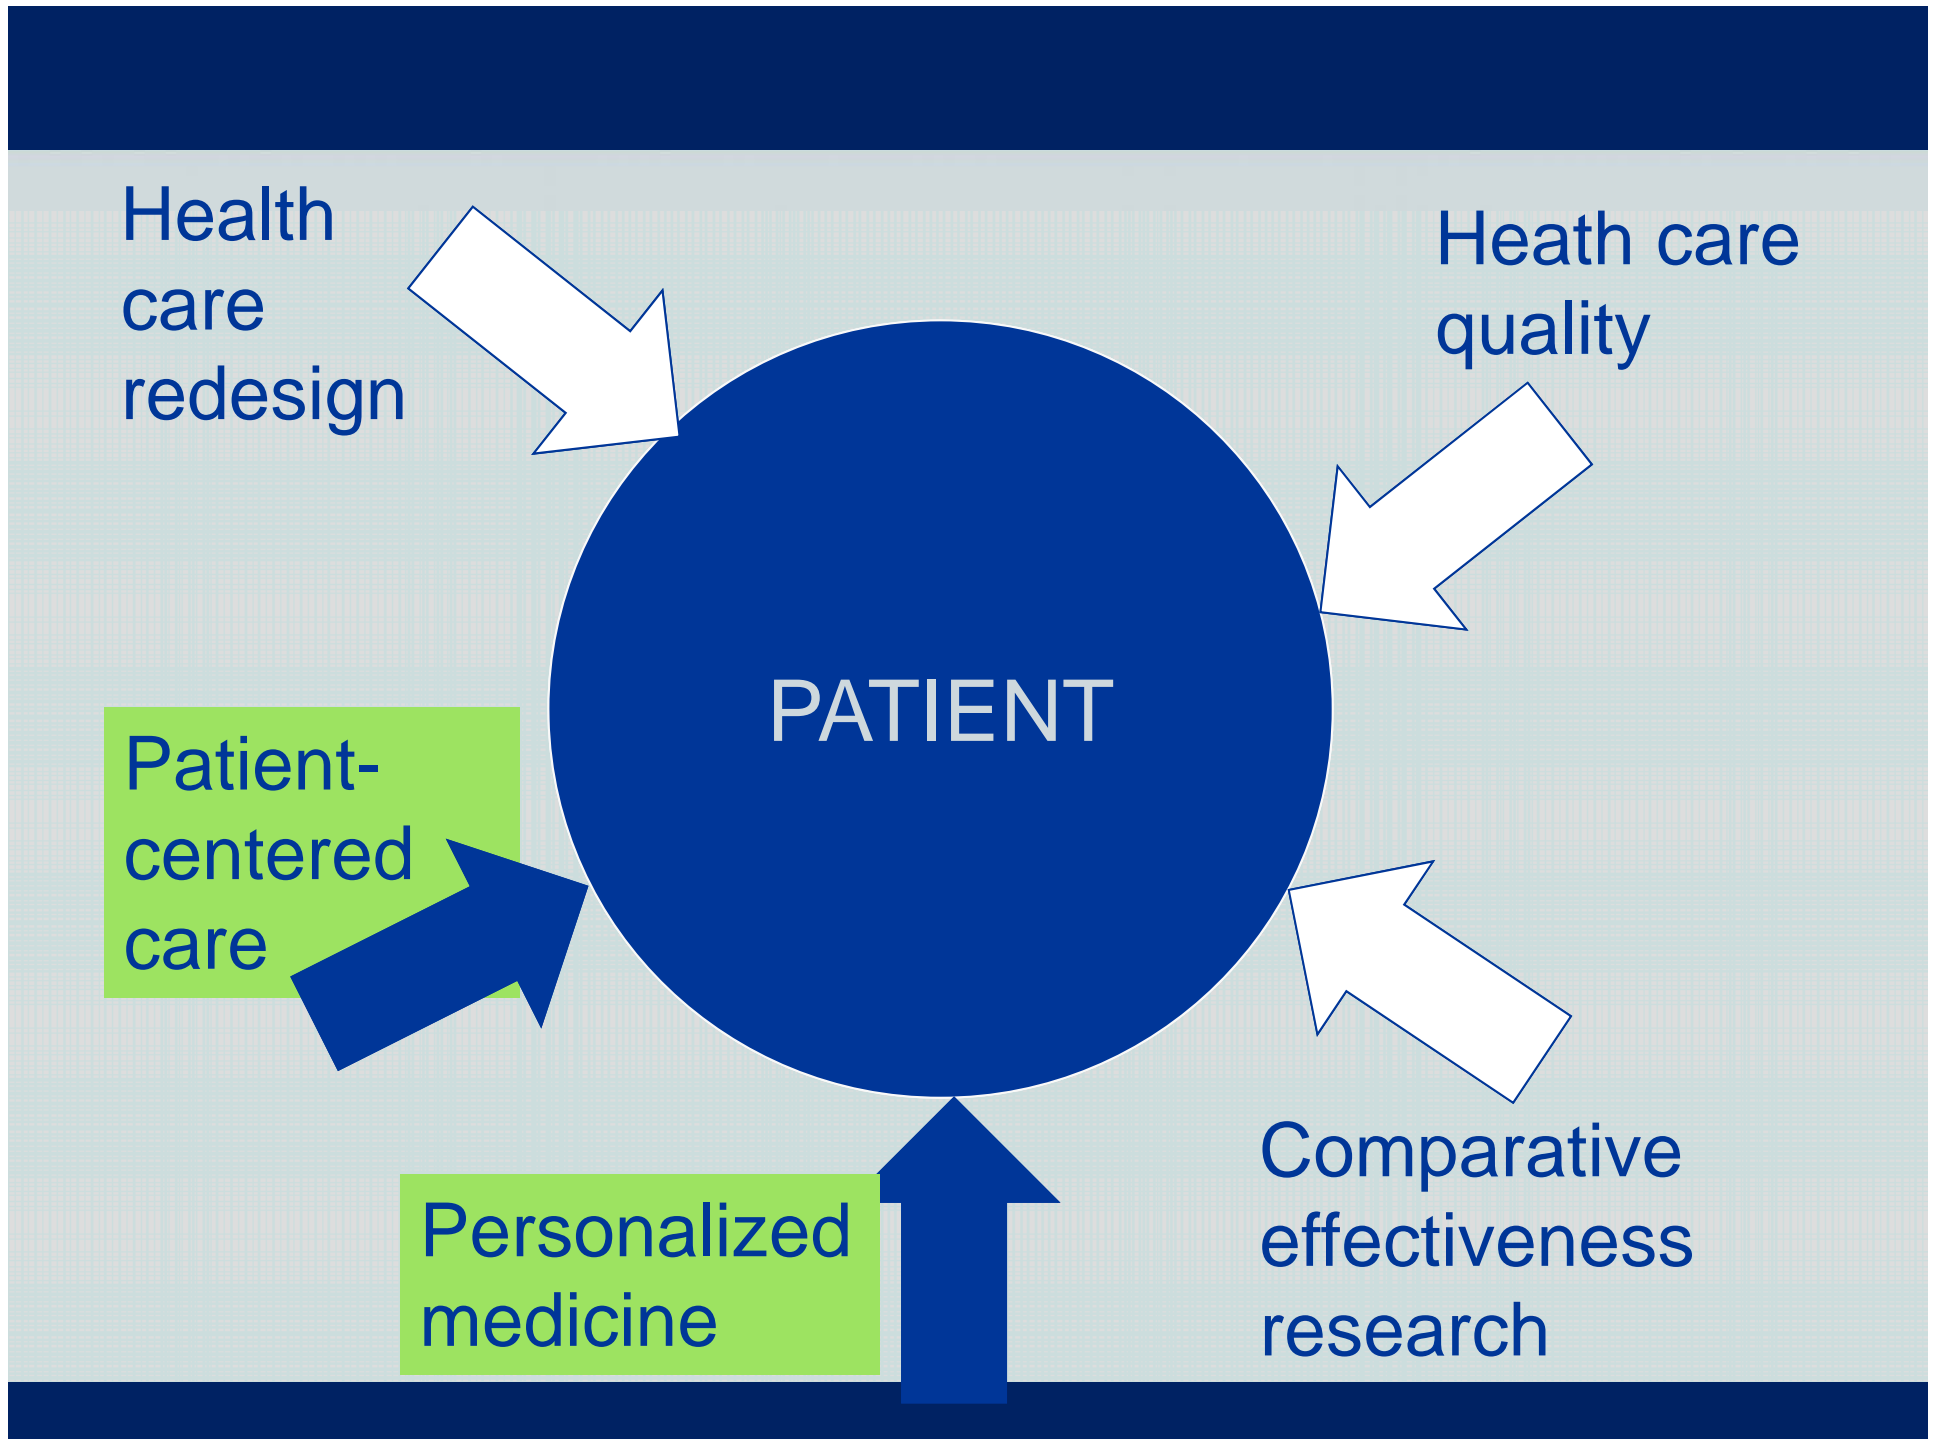 Health
care
redesign
Heath care
quality
PATIENT
Patient-
centered
care
Personalized
medicine
Comparative
effectiveness
research